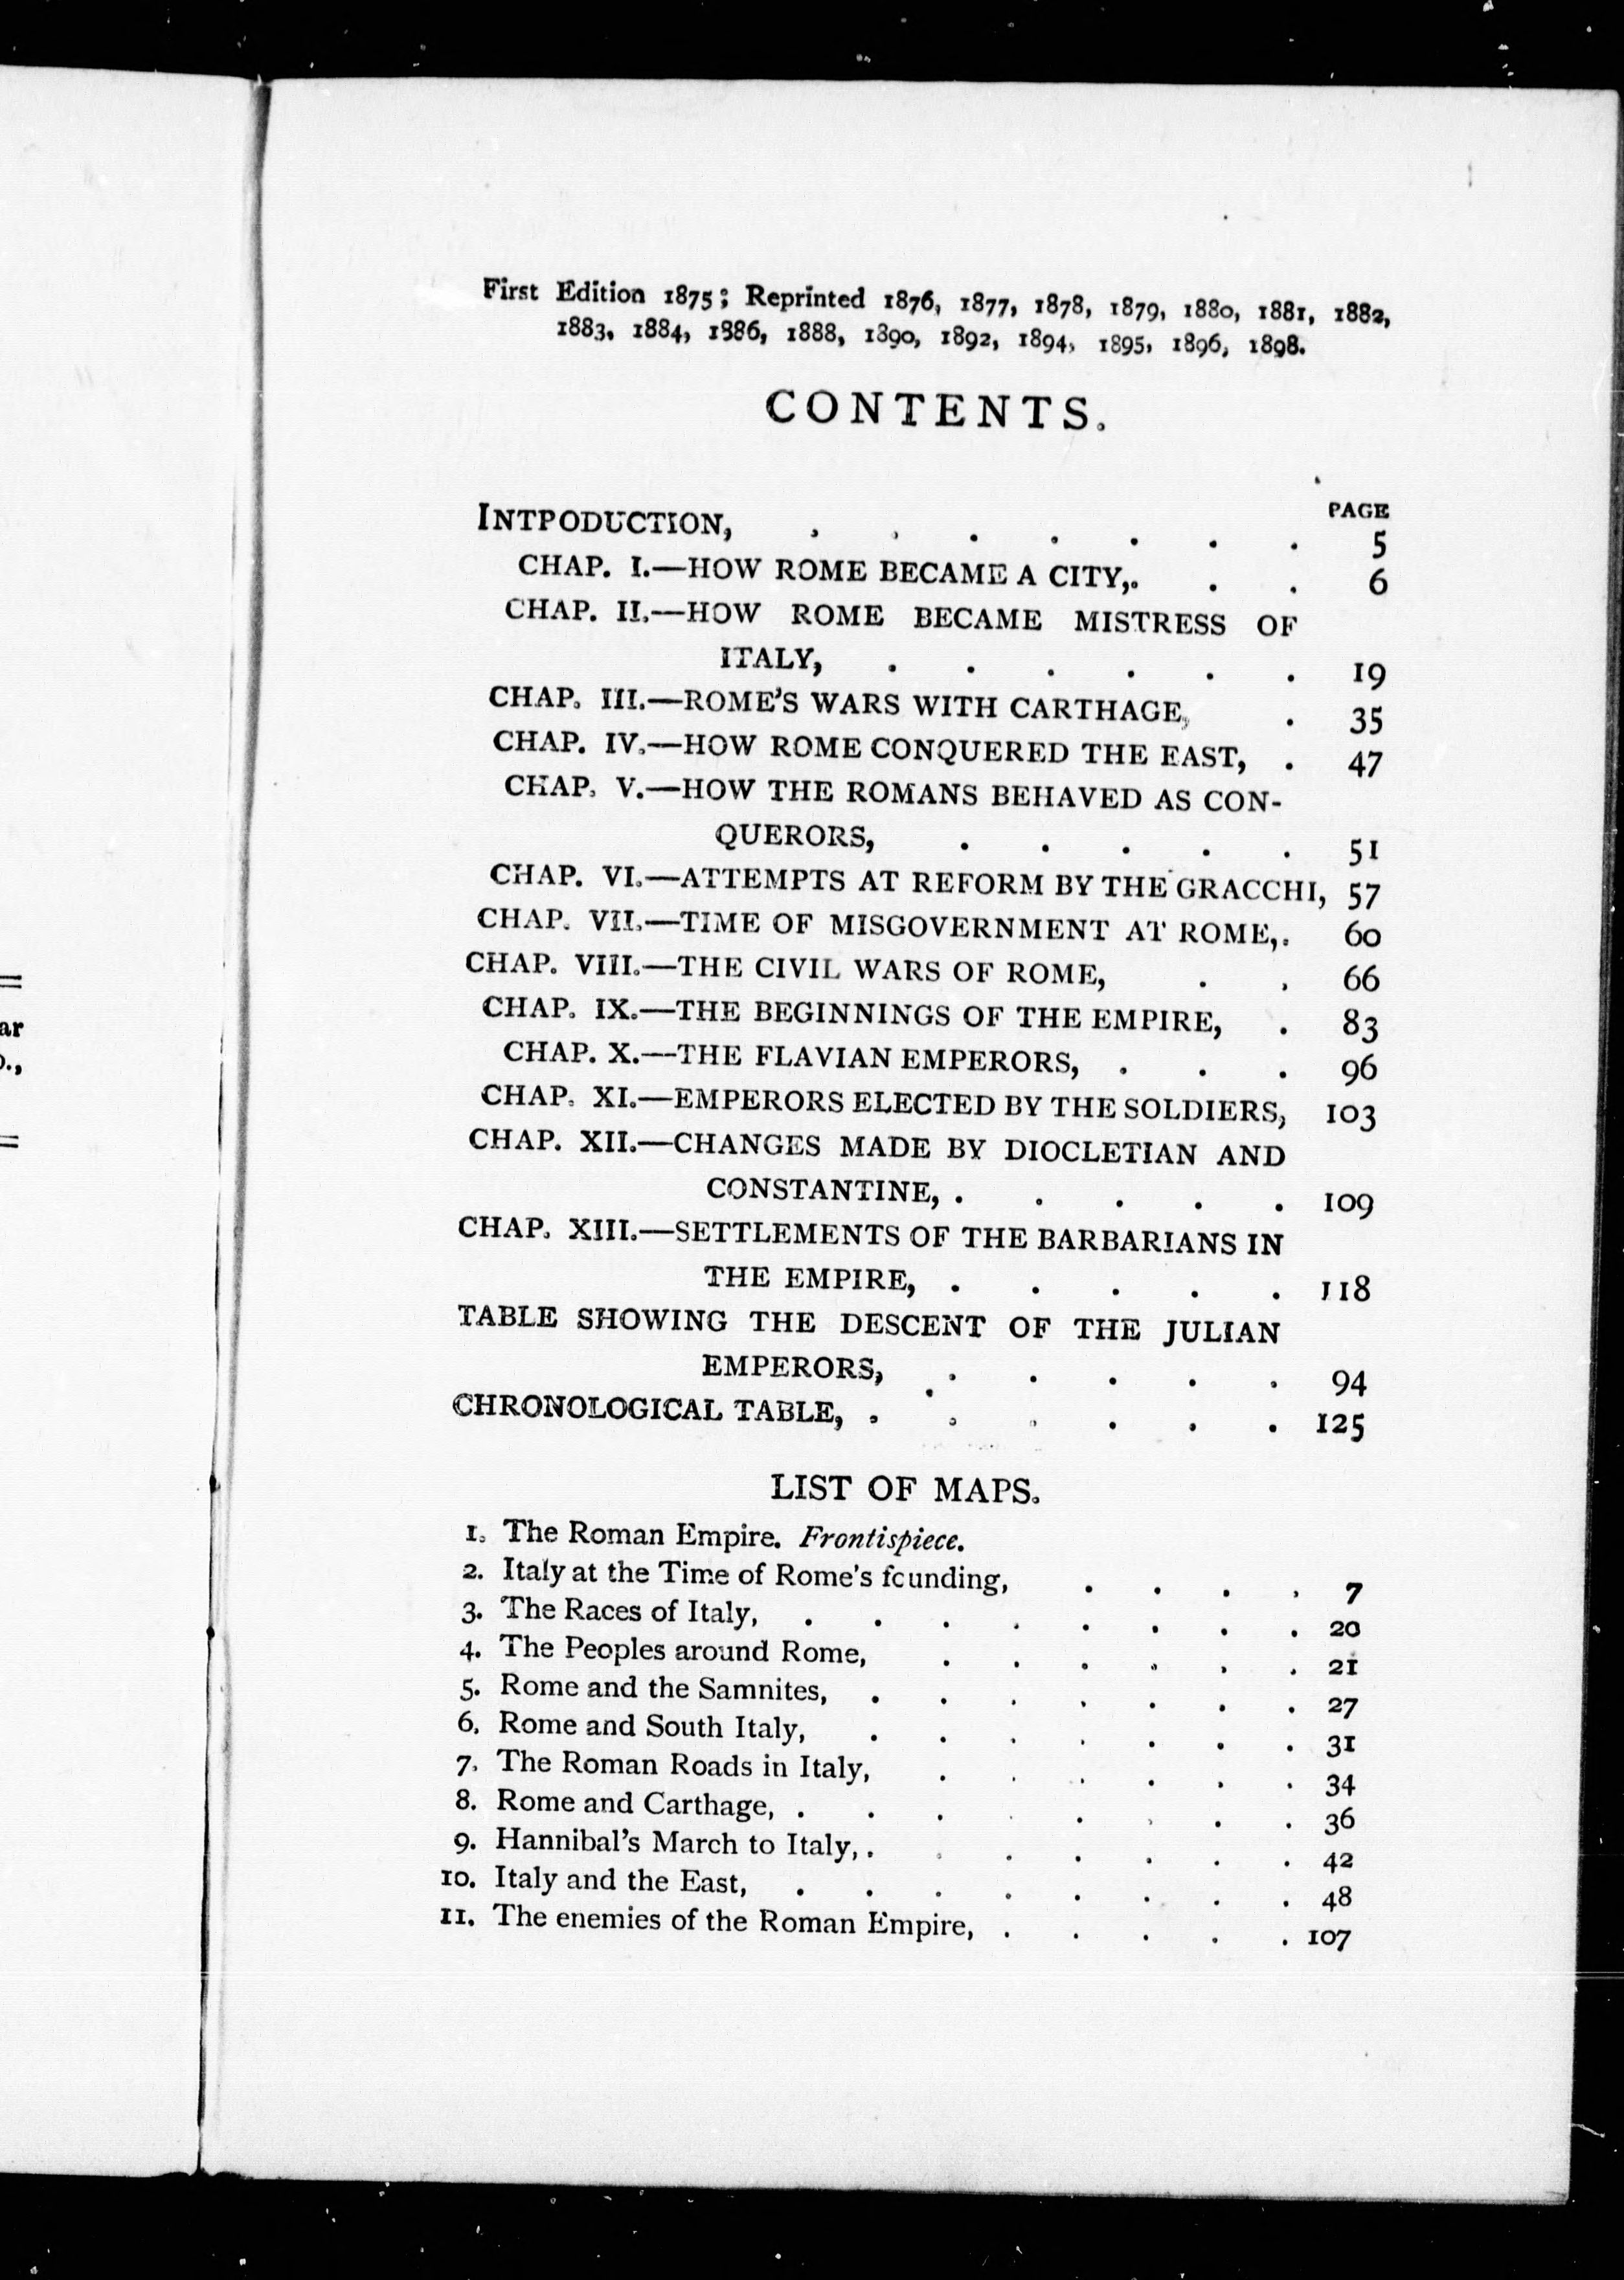 First Edition 1875; Reprinted 1876, 1877, 1878, 1879, 1880, 1881, 1882,
1883, 1884, 1886, 1888, 1890, 1892, 1894, 1895, 1896, 1898.
CONTENTS.
PAGE
INTPODUCTION, . . . . . . . 5
CHAP. I.—HOW ROME BECAME A CITY,. . . 6
CHAP. II.—HOW ROME BECAME MISTRESS OF
ITALY, . . . . . . 19
CHAP. III.—ROME'S WARS WITH CARTHAGE, . 35
CHAP. IV.—HOW ROME CONQUERED THE EAST, . 47
CHAP. V.—HOW THE ROMANS BEHAVED AS CON-
QUERORS, . . . . . 51
CHAP. VI.—ATTEMPTS AT REFORM BY THE GRACCHI, 57
CHAP. VII.—TIME OF MISGOVERNMENT AT ROME,. 60
CHAP. VIII.—THE CIVIL WARS OF ROME, . . 66
CHAP. IX.—THE BEGINNINGS OF THE EMPIRE, . 83
CHAP. X.—THE FLAVIAN EMPERORS, . . . 96
CHAP. XI.—EMPERORS ELECTED BY THE SOLDIERS, 103
CHAP. XII.—CHANGES MADE BY DIOCLETIAN AND
CONSTANTINE, . . . . . 109
CHAP. XIII.—SETTLEMENTS OF THE BARBARIANS IN
THE EMPIRE, . . . . . 118
TABLE SHOWING THE DESCENT OF THE JULIAN
EMPERORS, . . . . . 94
CHRONOLOGICAL TABLE, . . . . . . 125
LIST OF MAPS.
1. The Roman Empire. Frontispiece.
2. Italy at the Time of Rome's founding, . . . . 7
3. The Races of Italy, . . . . . . . . 20
4. The Peoples around Rome, . . . . . . 21
5. Rome and the Samnites, . . . . . . . 27
6. Rome and South Italy, . . . . . . . 31
7. The Roman Roads in Italy, . . . . . . 34
8. Rome and Carthage, . . . . . . . . 36
9. Hannibal's March to Italy,. . . . . . . 42
10. Italy and the East, . . . . . . . . 48
11. The enemies of the Roman Empire, . . . . . 107